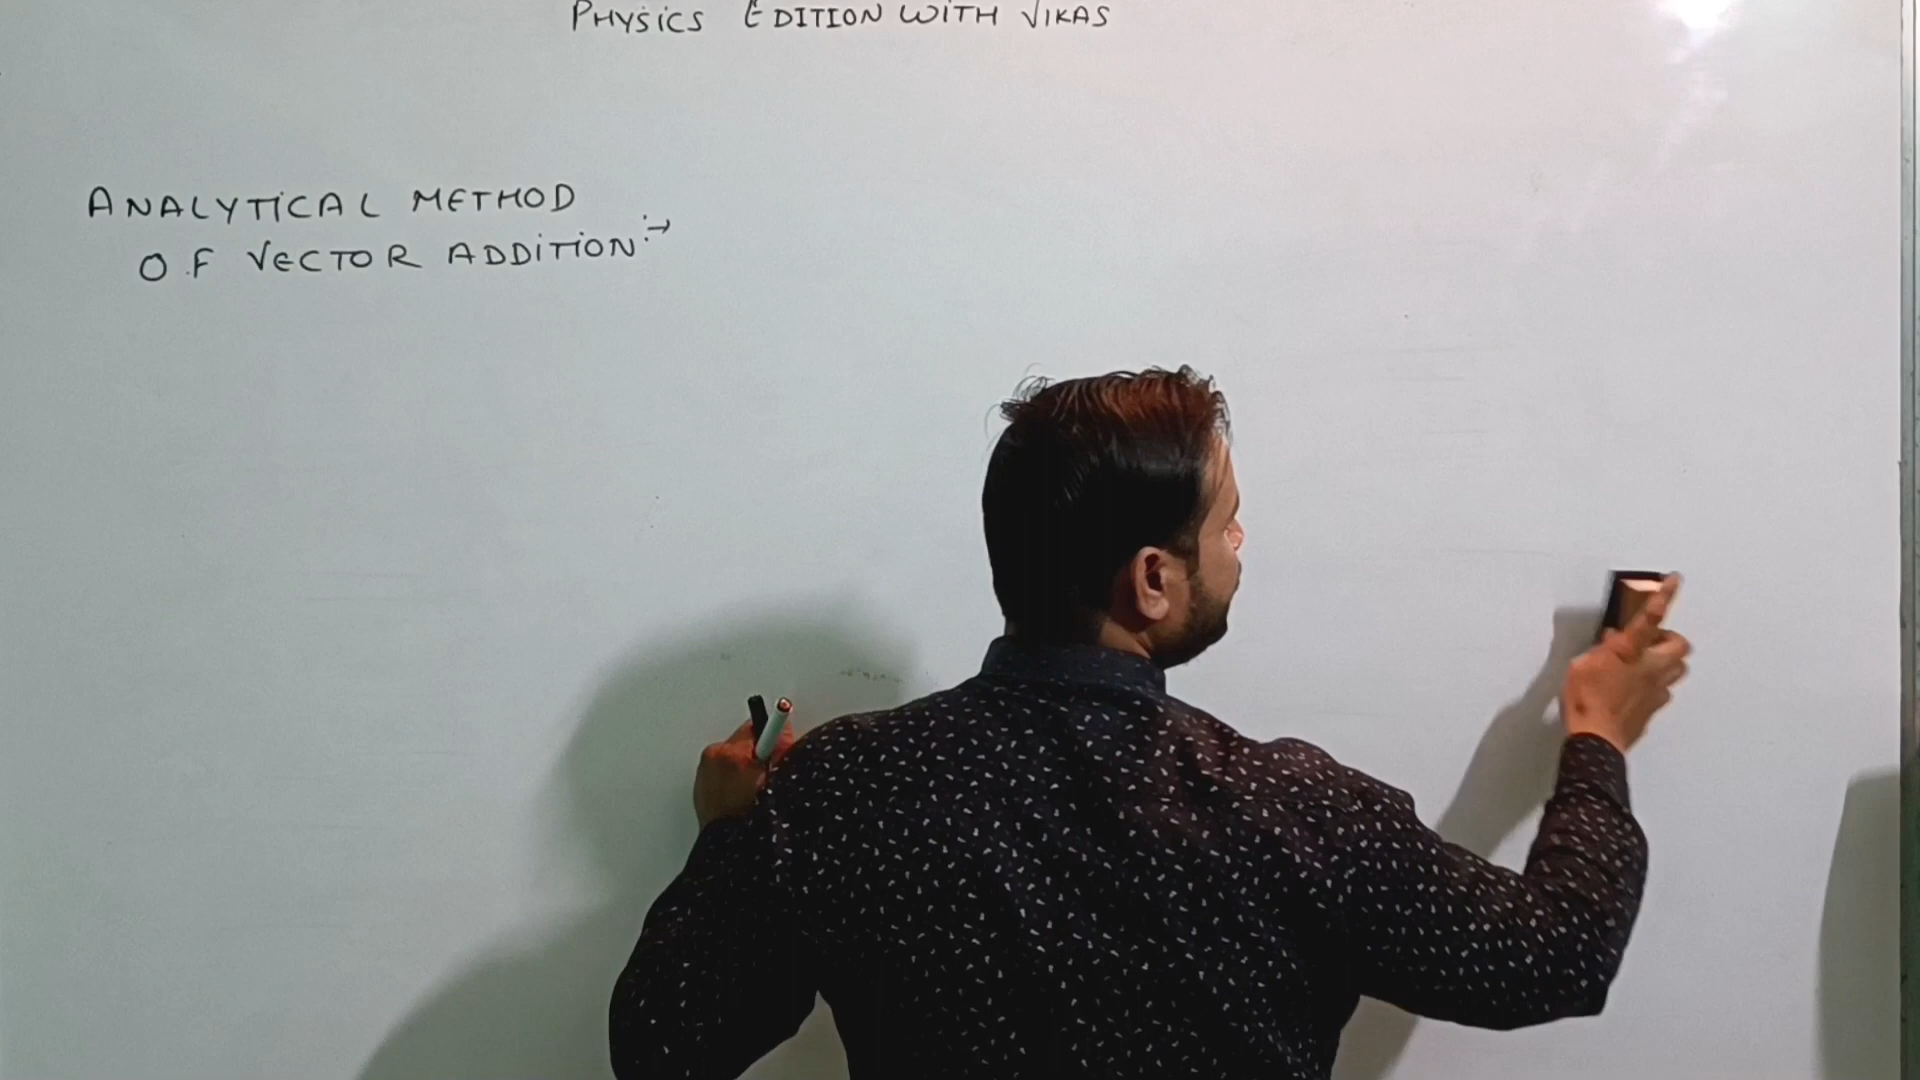 PHYSICS EDITION WITH VIKAS
ANALYTICAL METHOD
OF VECTOR ADDITION :→